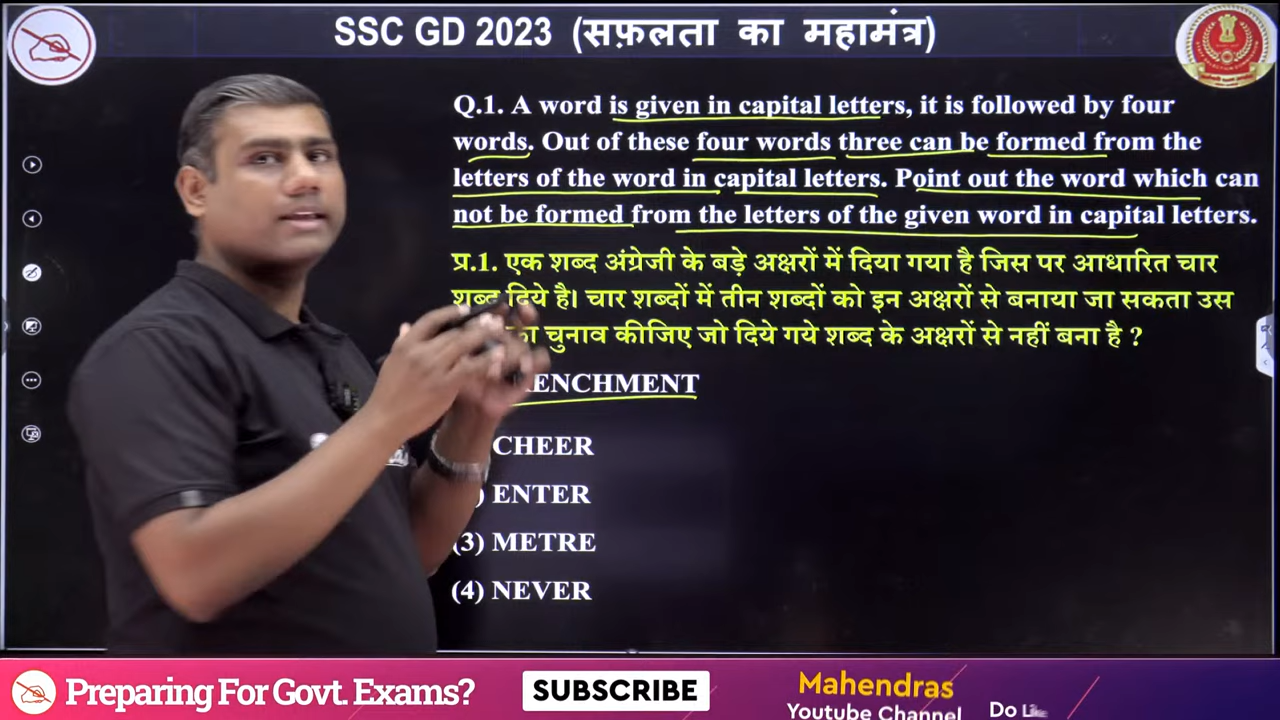 SSC GD 2023 (सफ़लता का महामंत्र)
Q.1. A word is given in capital letters, it is followed by four
words. Out of these four words three can be formed from the
letters of the word in capital letters. Point out the word which can
not be formed from the letters of the given word in capital letters.
प्र.1. एक शब्द अंग्रेजी के बड़े अक्षरों में दिया गया है जिस पर आधारित चार
शब्द दिये है। चार शब्दों में तीन शब्दों को इन अक्षरों से बनाया जा सकता उस
का चुनाव कीजिए जो दिये गये शब्द के अक्षरों से नहीं बना है ?
ENCHMENT
CHEER
) ENTER
(3) METRE
(4) NEVER
Preparing For Govt. Exams?
SUBSCRIBE
Mahendras
Youtube Channel
Do